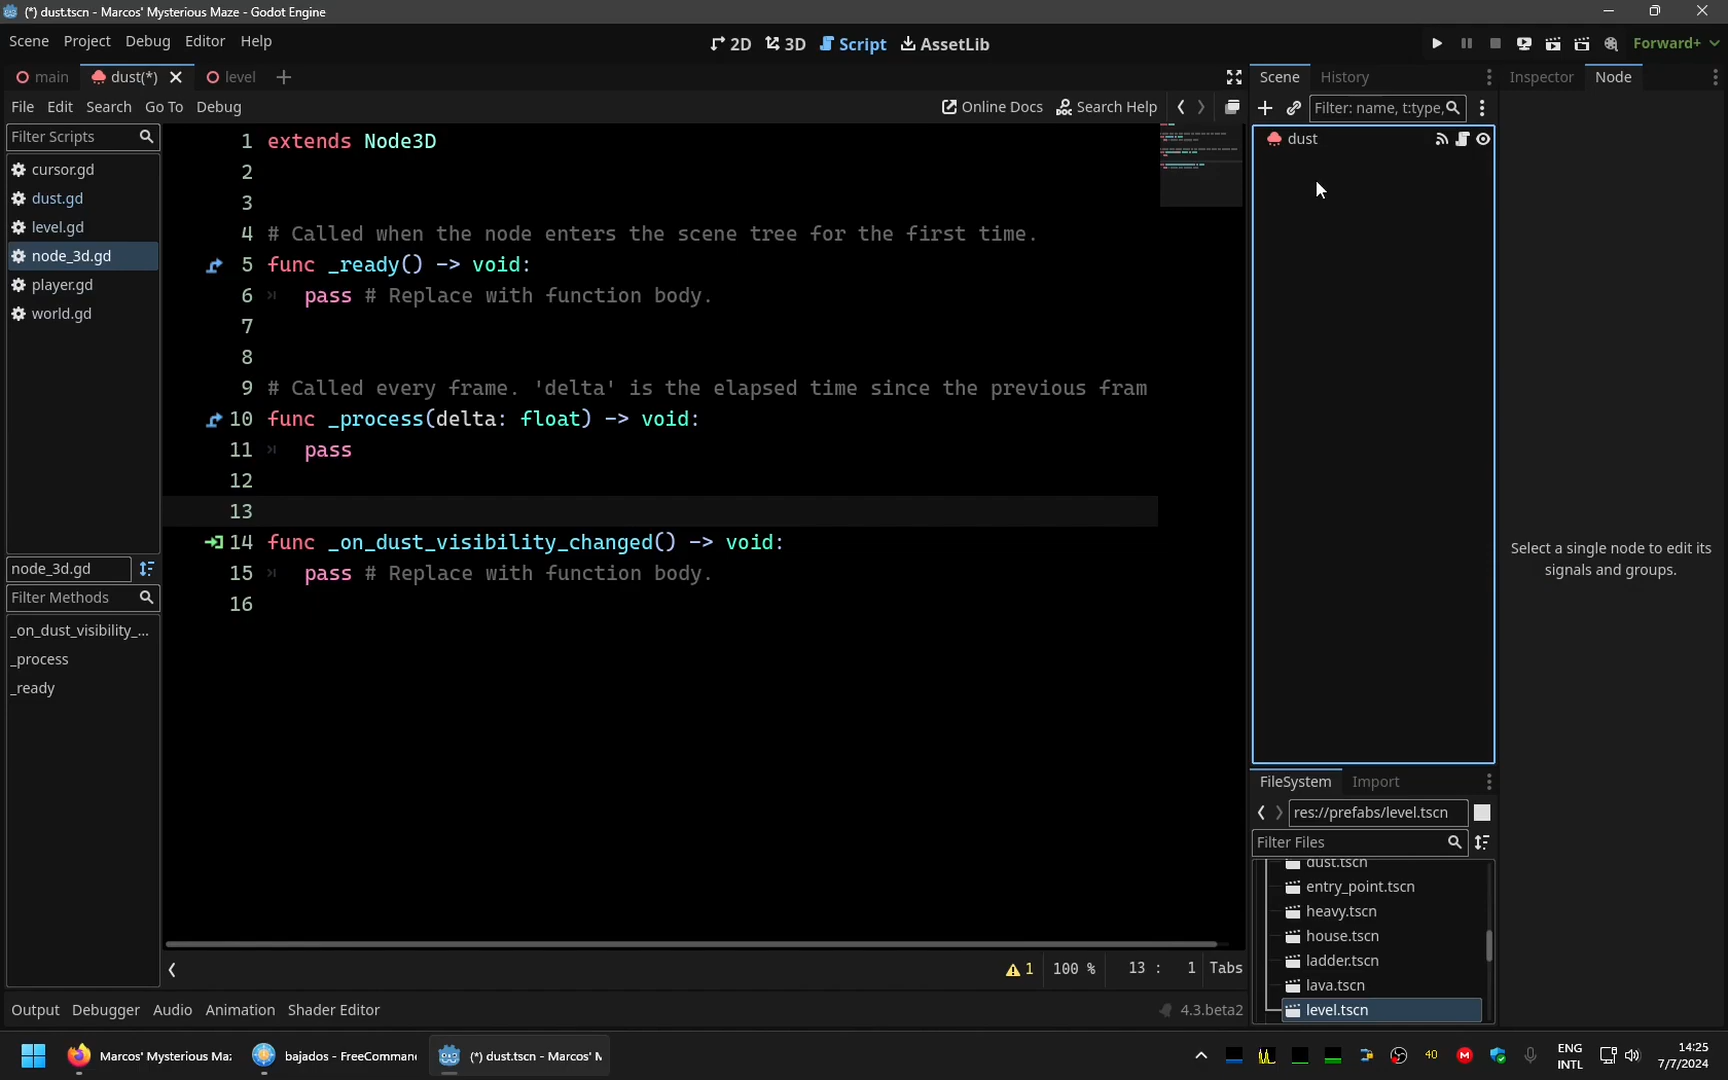 (*) dust.tscn - Marcos' Mysterious Maze - Godot Engine
Scene Project Debug Editor Help
2D 3D Script AssetLib
Forward+
main dust(*) level
Scene History
Inspector Node
File Edit Search Go To Debug
Online Docs Search Help
Filter: name, t:type,
Filter Scripts
cursor.gd
dust.gd
level.gd
node_3d.gd
player.gd
world.gd
node_3d.gd
Filter Methods
_on_dust_visibility_...
_process
_ready
1 extends Node3D
2
3
4 # Called when the node enters the scene tree for the first time.
5 func _ready() -> void:
6 pass # Replace with function body.
7
8
9 # Called every frame. 'delta' is the elapsed time since the previous fram
10 func _process(delta: float) -> void:
11 pass
12
13
14 func _on_dust_visibility_changed() -> void:
15 pass # Replace with function body.
16
1 100 % 13 : 1 Tabs
dust
FileSystem Import
res://prefabs/level.tscn
Filter Files
dust.tscn
entry_point.tscn
heavy.tscn
house.tscn
ladder.tscn
lava.tscn
level.tscn
Select a single node to edit its
signals and groups.
Output Debugger Audio Animation Shader Editor
4.3.beta2
Marcos' Mysterious Ma: bajados - FreeComman (*) dust.tscn - Marcos' M
40
M
ENG
INTL
14:25
7/7/2024